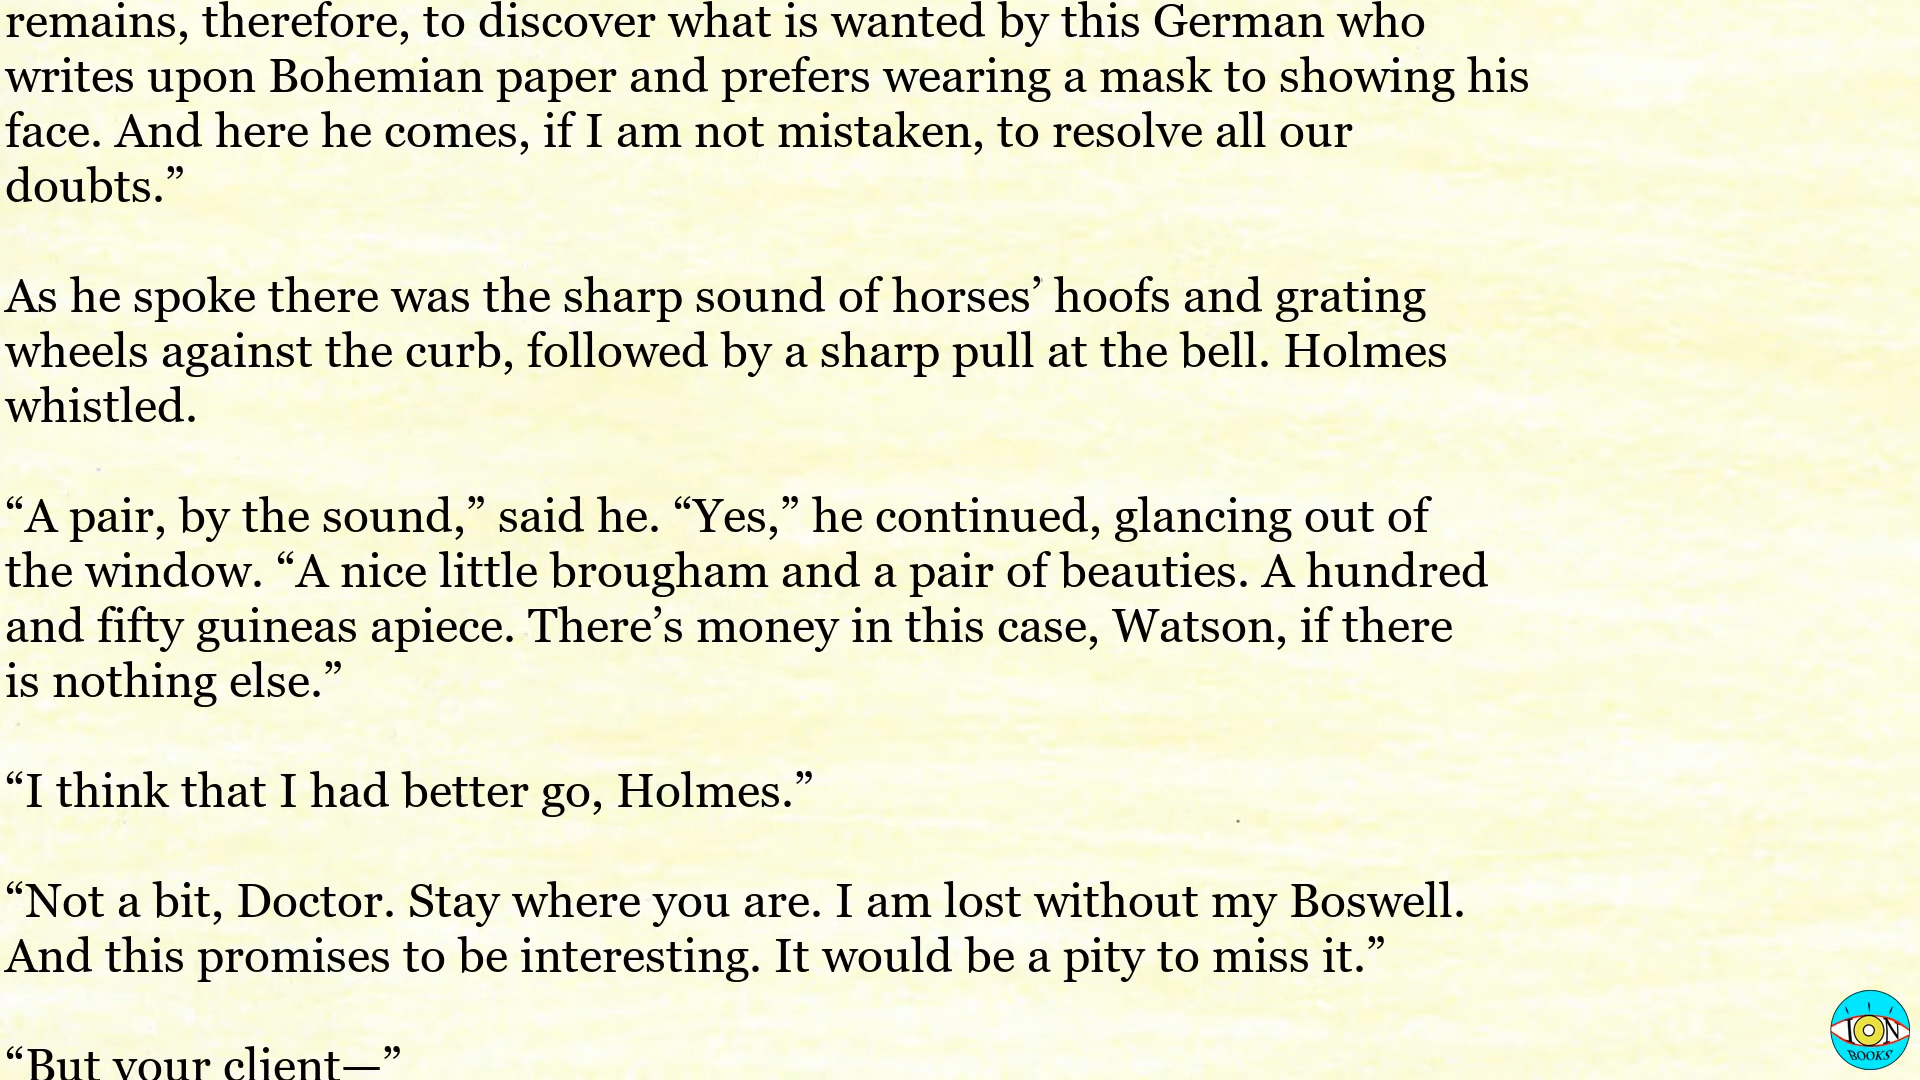 remains, therefore, to discover what is wanted by this German who
writes upon Bohemian paper and prefers wearing a mask to showing his
face. And here he comes, if I am not mistaken, to resolve all our
doubts.”
As he spoke there was the sharp sound of horses’ hoofs and grating
wheels against the curb, followed by a sharp pull at the bell. Holmes
whistled.
“A pair, by the sound,” said he. “Yes,” he continued, glancing out of
the window. “A nice little brougham and a pair of beauties. A hundred
and fifty guineas apiece. There’s money in this case, Watson, if there
is nothing else.”
“I think that I had better go, Holmes.”
“Not a bit, Doctor. Stay where you are. I am lost without my Boswell.
And this promises to be interesting. It would be a pity to miss it.”
“But your client—”
ION
BOOKS